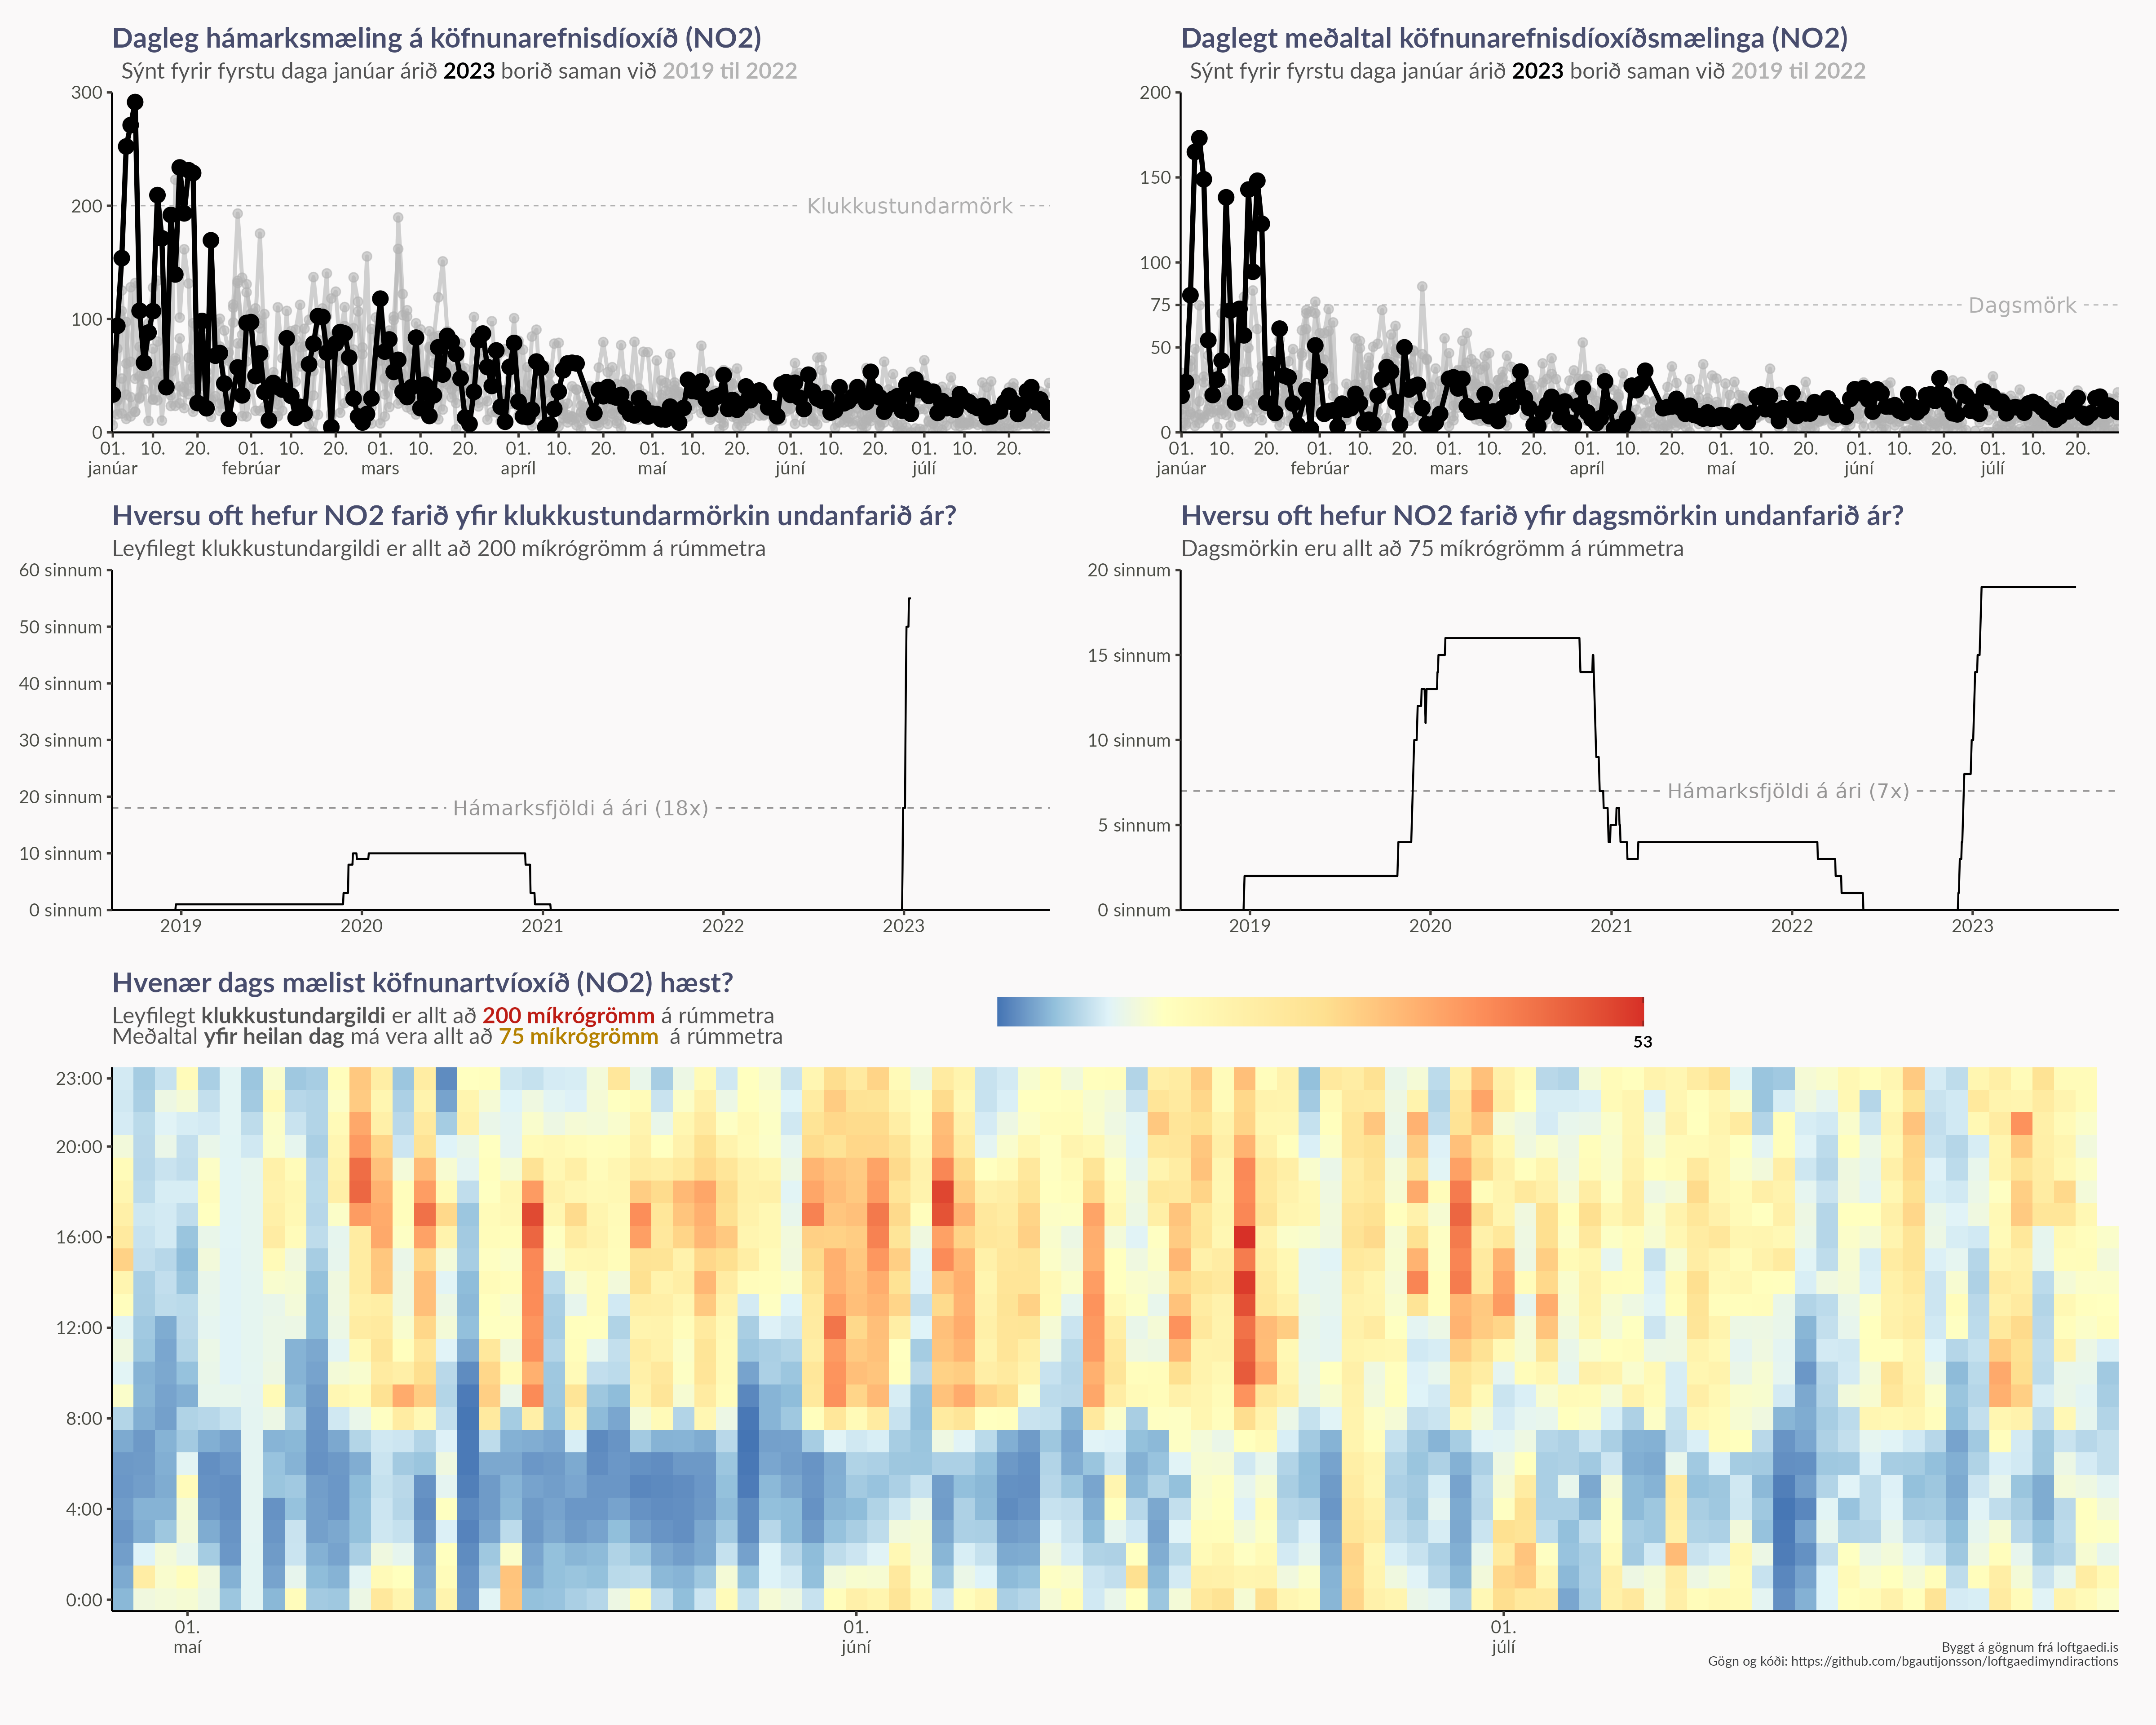 Dagleg hámarksmæling á köfnunarefnisdíoxíð (NO2)
Sýnt fyrir fyrstu daga janúar árið 2023 borið saman við 2019 til 2022
300
200
100
0
Klukkustundarmörk
01. 10. 20. 01. 10. 20. 01. 10. 20. 01. 10. 20. 01. 10. 20. 01. 10. 20. 01. 10. 20.
janúar febrúar mars apríl maí júní júlí
Daglegt meðaltal köfnunarefnisdíoxíðsmælinga (NO2)
Sýnt fyrir fyrstu daga janúar árið 2023 borið saman við 2019 til 2022
200
150
100
75
50
0
Dagsmörk
01. 10. 20. 01. 10. 20. 01. 10. 20. 01. 10. 20. 01. 10. 20. 01. 10. 20. 01. 10. 20.
janúar febrúar mars apríl maí júní júlí
Hversu oft hefur NO2 farið yfir klukkustundarmörkin undanfarið ár?
Leyfilegt klukkustundargildi er allt að 200 míkrógrömm á rúmmetra
60 sinnum
50 sinnum
40 sinnum
30 sinnum
20 sinnum
10 sinnum
0 sinnum
Hámarksfjöldi á ári (18x)
2019 2020 2021 2022 2023
Hversu oft hefur NO2 farið yfir dagsmörkin undanfarið ár?
Dagsmörkin eru allt að 75 míkrógrömm á rúmmetra
20 sinnum
15 sinnum
10 sinnum
5 sinnum
0 sinnum
Hámarksfjöldi á ári (7x)
2019 2020 2021 2022 2023
Hvenær dags mælist köfnunartvíoxíð (NO2) hæst?
Leyfilegt klukkustundargildi er allt að 200 míkrógrömm á rúmmetra
Meðaltal yfir heilan dag má vera allt að 75 míkrógrömm á rúmmetra
53
23:00
20:00
16:00
12:00
8:00
4:00
0:00
01. 01. 01.
maí júní júlí
Byggt á gögnum frá loftgaedi.is
Gögn og kóði: https://github.com/bgautijonsson/loftgaedimyndiractions